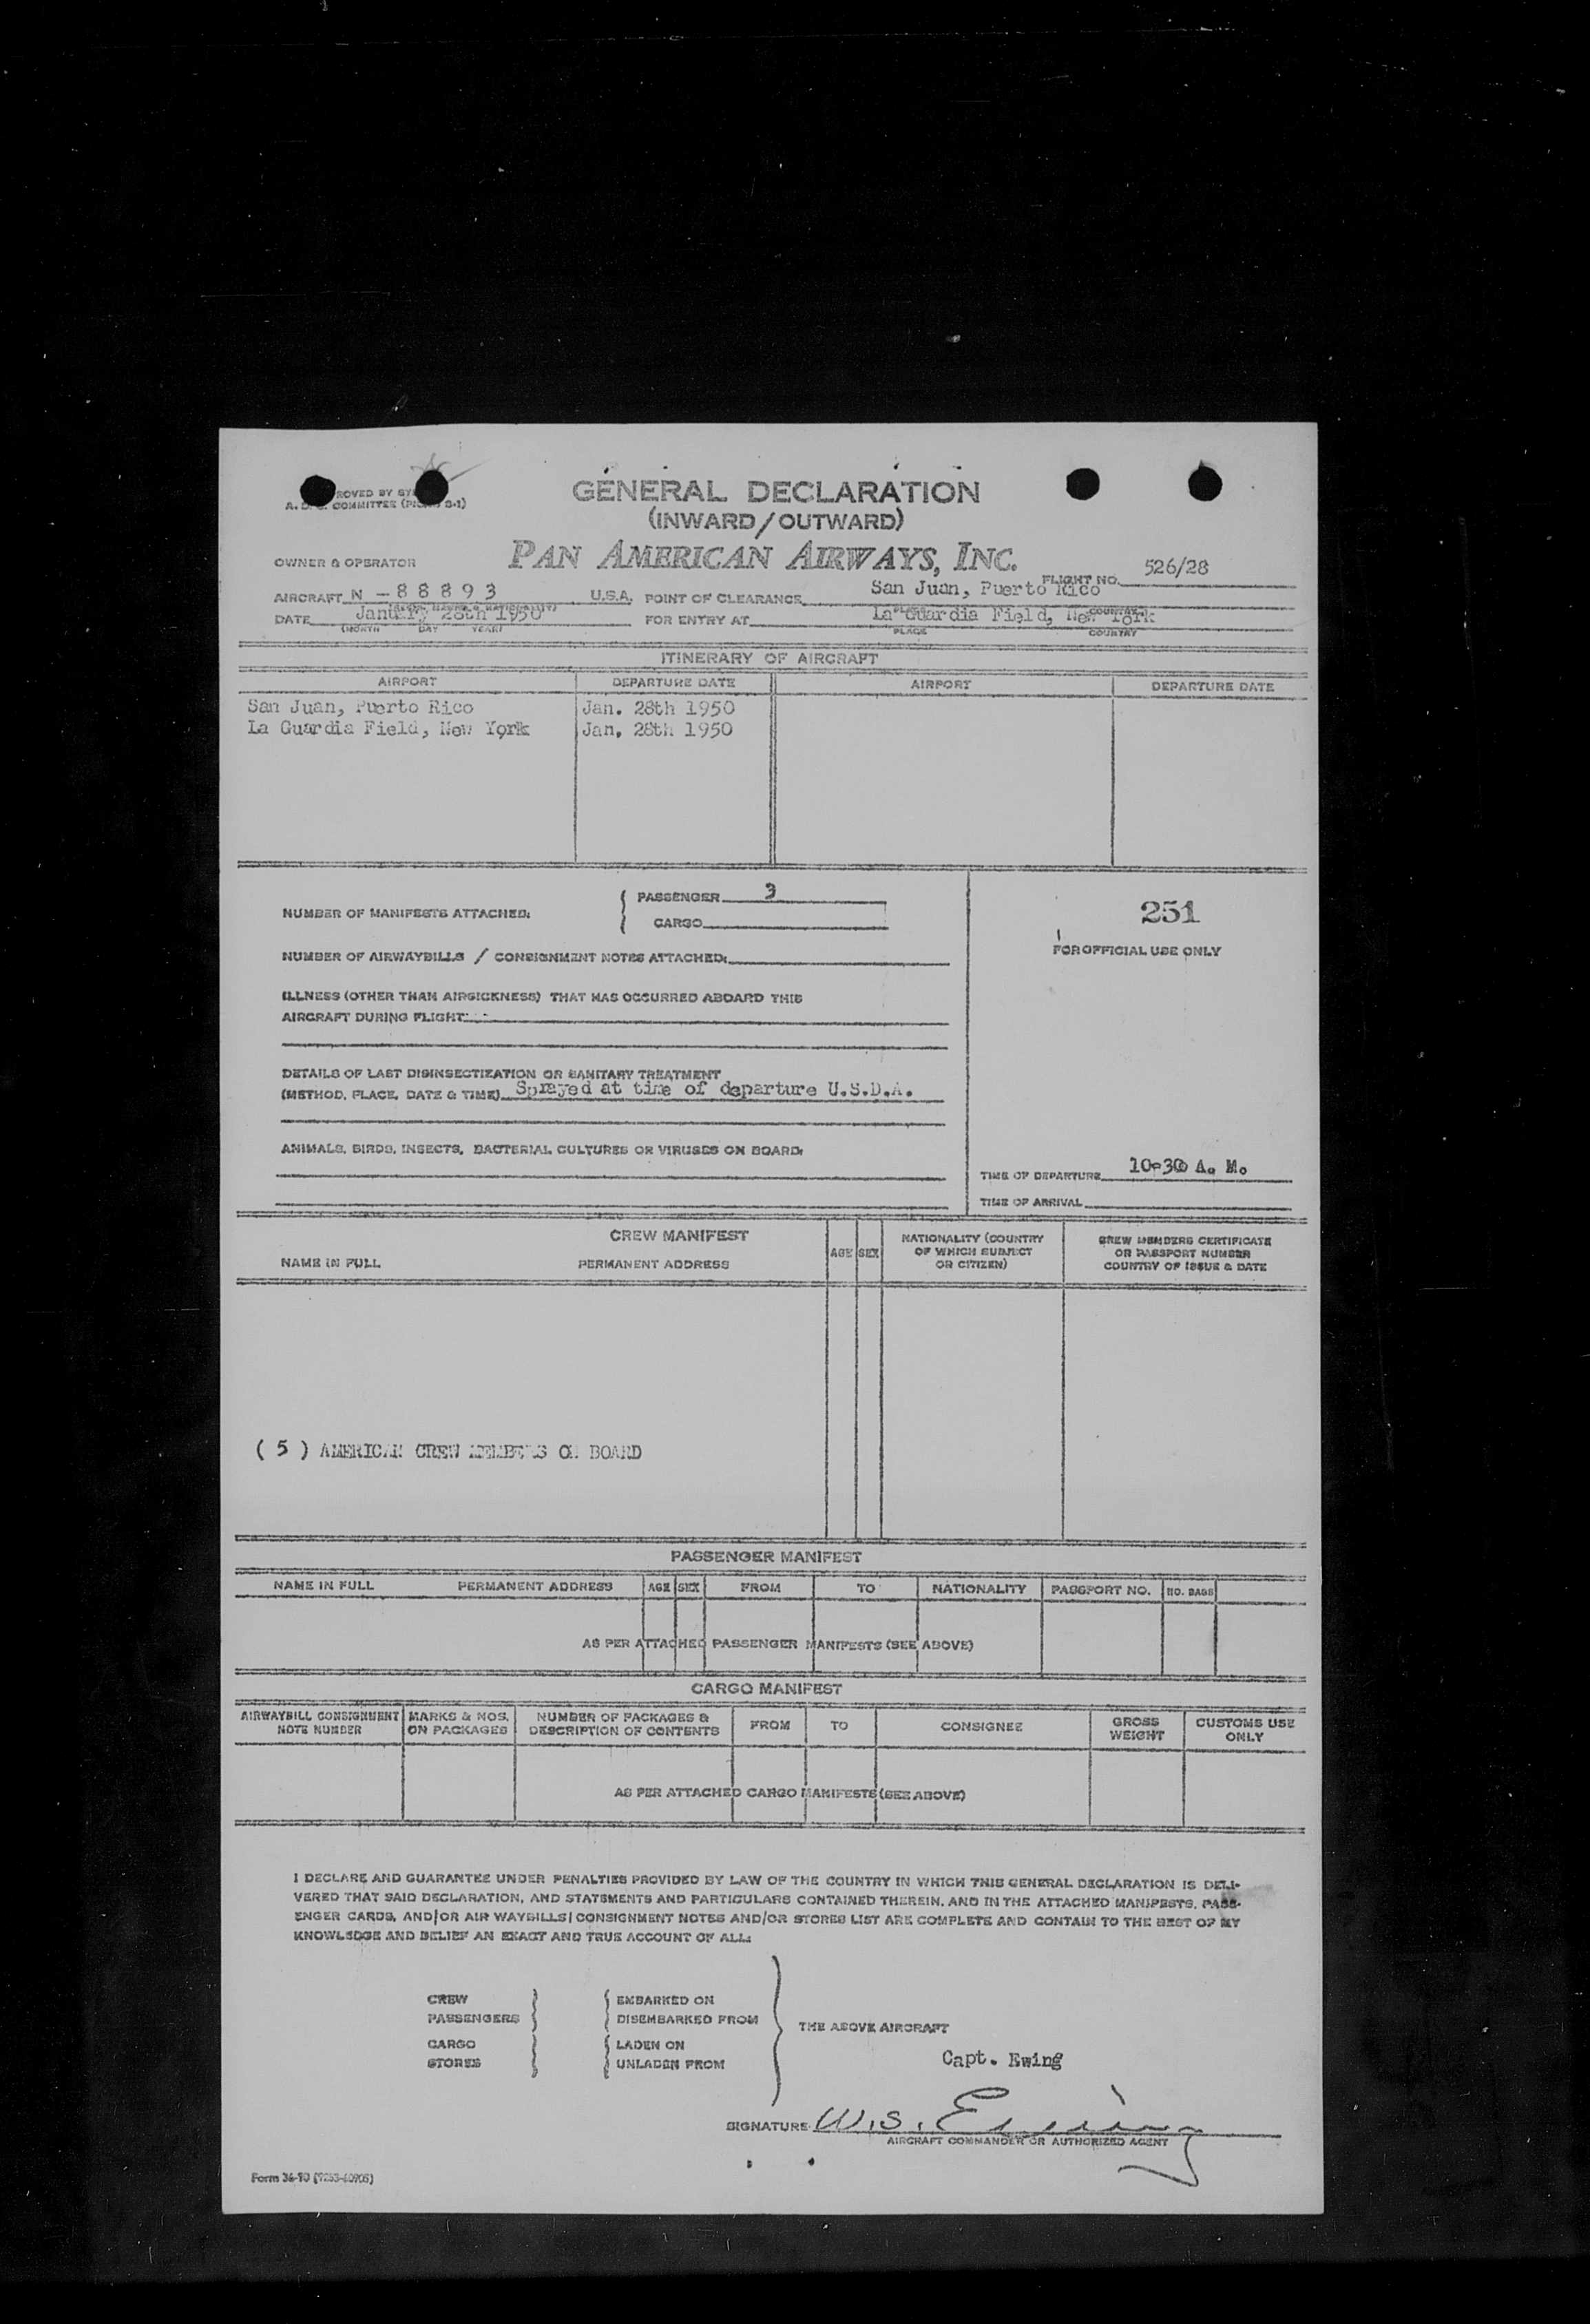 GENERAL DECLARATION
(INWARD/OUTWARD)
A. COMMITTEE
OWNER & OPERATOR PAN AMERICAN AIRWAYS, INC.
FLIGHT NO. 526/28
AIRCRAFT N - 88893 U.S.A. POINT OF CLEARANCE San Juan, Puerto Rico
DATE January 28th 1950 FOR ENTRY AT La Guardia Field, New York
(MONTH DAY YEAR) PLACE COUNTRY
ITINERARY OF AIRCRAFT
AIRPORT DEPARTURE DATE AIRPORT DEPARTURE DATE
San Juan, Puerto Rico Jan. 28th 1950
La Guardia Field, New York Jan. 28th 1950
NUMBER OF MANIFESTS ATTACHED: { PASSENGER 3
{ CARGO
251
FOR OFFICIAL USE ONLY
NUMBER OF AIRWAYBILLS / CONSIGNMENT NOTES ATTACHED:
ILLNESS (OTHER THAN AIRSICKNESS) THAT HAS OCCURRED ABOARD THIS
AIRCRAFT DURING FLIGHT:
DETAILS OF LAST DISINSECTIZATION OR SANITARY TREATMENT
(METHOD, PLACE, DATE & TIME) Sprayed at time of departure U.S.D.A.
ANIMALS, BIRDS, INSECTS, BACTERIAL CULTURES OR VIRUSES ON BOARD:
TIME OF DEPARTURE 10-30 A. M.
TIME OF ARRIVAL
CREW MANIFEST
NAME IN FULL PERMANENT ADDRESS AGE SEX NATIONALITY (COUNTRY OF WHICH SUBJECT OR CITIZEN) CREW MEMBERS CERTIFICATE OR PASSPORT NUMBER COUNTRY OF ISSUE & DATE
( 5 ) AMERICAN CREW MEMBERS ON BOARD
PASSENGER MANIFEST
NAME IN FULL PERMANENT ADDRESS AGE SEX FROM TO NATIONALITY PASSPORT NO. NO. BAGS
AS PER ATTACHED PASSENGER MANIFESTS (SEE ABOVE)
CARGO MANIFEST
AIRWAYBILL CONSIGNMENT NOTE NUMBER MARKS & NOS. ON PACKAGES NUMBER OF PACKAGES & DESCRIPTION OF CONTENTS FROM TO CONSIGNEE GROSS WEIGHT CUSTOMS USE ONLY
AS PER ATTACHED CARGO MANIFESTS (SEE ABOVE)
I DECLARE AND GUARANTEE UNDER PENALTIES PROVIDED BY LAW OF THE COUNTRY IN WHICH THIS GENERAL DECLARATION IS DELI-
VERED THAT SAID DECLARATION, AND STATEMENTS AND PARTICULARS CONTAINED THEREIN, AND IN THE ATTACHED MANIFESTS, PASS-
ENGER CARDS, AND/OR AIR WAYBILLS/CONSIGNMENT NOTES AND/OR STORES LIST ARE COMPLETE AND CONTAIN TO THE BEST OF MY
KNOWLEDGE AND BELIEF AN EXACT AND TRUE ACCOUNT OF ALL:
CREW } { EMBARKED ON
PASSENGERS } { DISEMBARKED FROM
THE ABOVE AIRCRAFT
CARGO } { LADEN ON
STORES } { UNLADEN FROM
Capt. Ewing
SIGNATURE W. S. Ewing
AIRCRAFT COMMANDER OR AUTHORIZED AGENT
Form 36-90